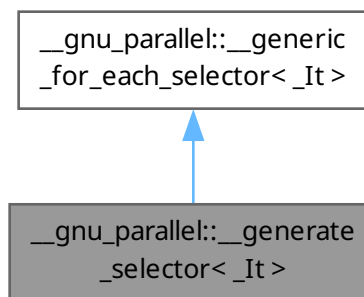 __gnu_parallel::__generic
_for_each_selector< _It >
__gnu_parallel::__generate
_selector< _It >